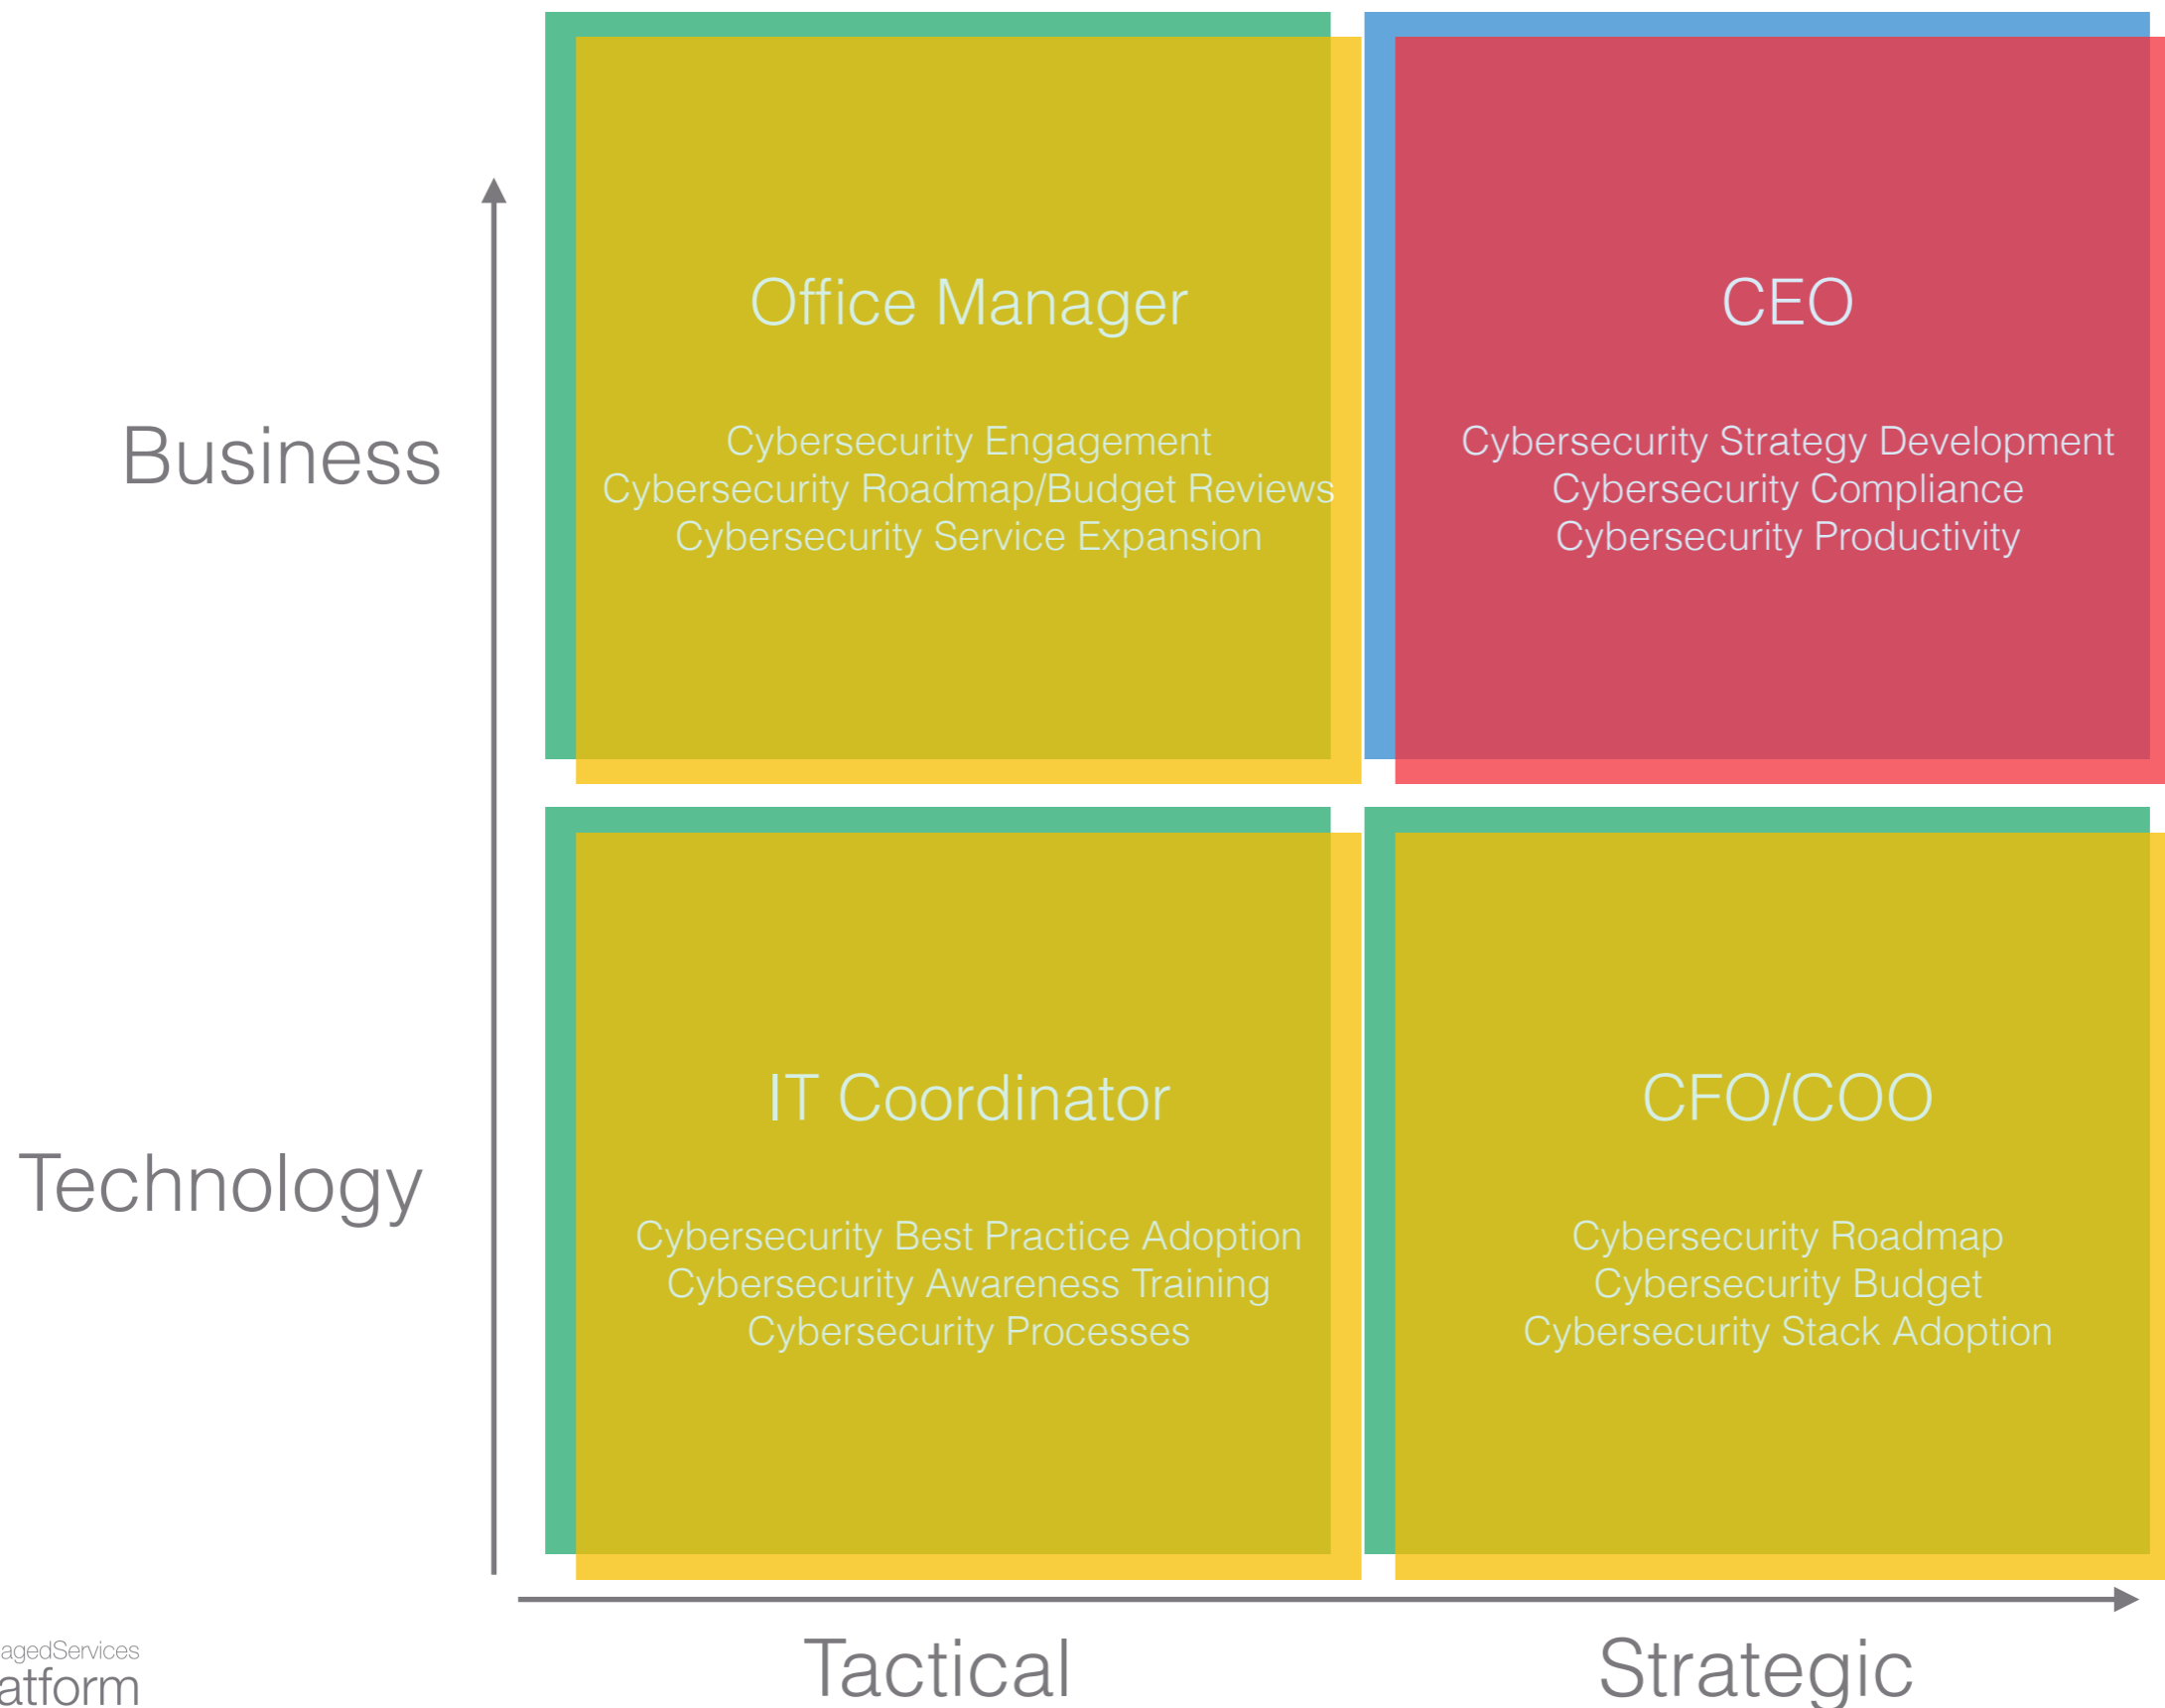 Business
Office Manager
Cybersecurity Engagement
Cybersecurity Roadmap/Budget Reviews
Cybersecurity Service Expansion
CEO
Cybersecurity Strategy Development
Cybersecurity Compliance
Cybersecurity Productivity
Technology
IT Coordinator
Cybersecurity Best Practice Adoption
Cybersecurity Awareness Training
Cybersecurity Processes
CFO/COO
Cybersecurity Roadmap
Cybersecurity Budget
Cybersecurity Stack Adoption
Tactical
Strategic
agedServices
atform